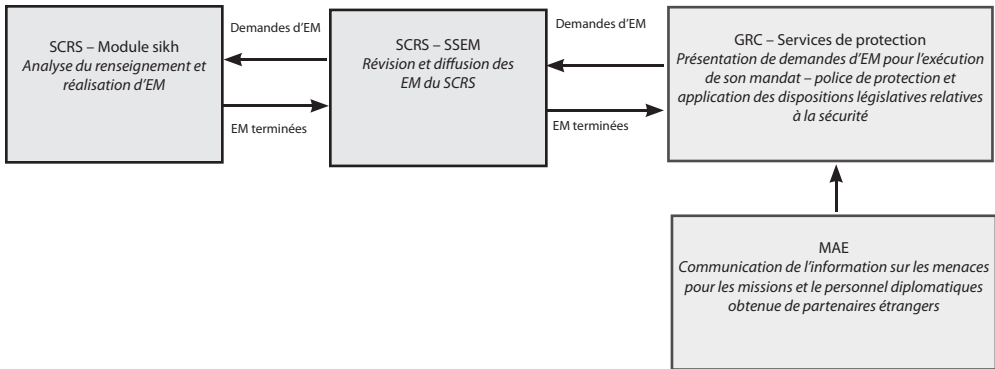 SCRS – Module sikh
Analyse du renseignement et
réalisation d'EM
Demandes d'EM
EM terminées
SCRS – SSEM
Révision et diffusion des
EM du SCRS
Demandes d'EM
EM terminées
GRC – Services de protection
Présentation de demandes d'EM pour l'exécution
de son mandat – police de protection et
application des dispositions législatives relatives
à la sécurité
MAE
Communication de l'information sur les menaces
pour les missions et le personnel diplomatiques
obtenue de partenaires étrangers